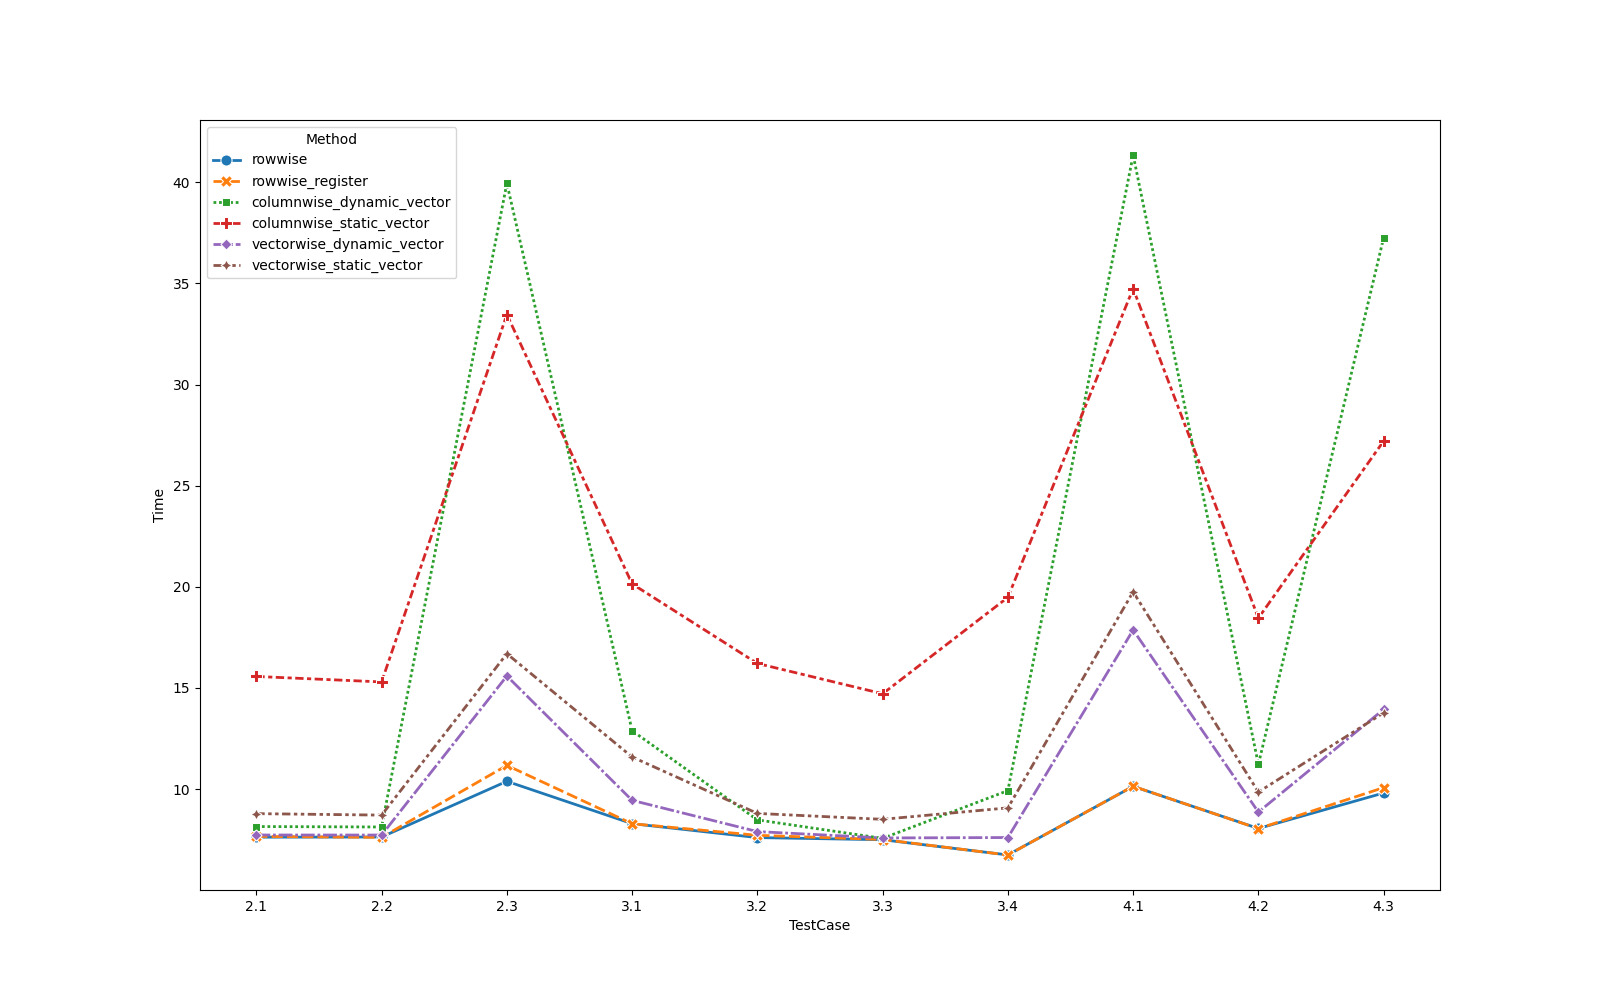 Method
rowwise
rowwise_register
columnwise_dynamic_vector
columnwise_static_vector
vectorwise_dynamic_vector
vectorwise_static_vector
40
35
30
25
20
15
10
Time
2.1 2.2 2.3 3.1 3.2 3.3 3.4 4.1 4.2 4.3
TestCase